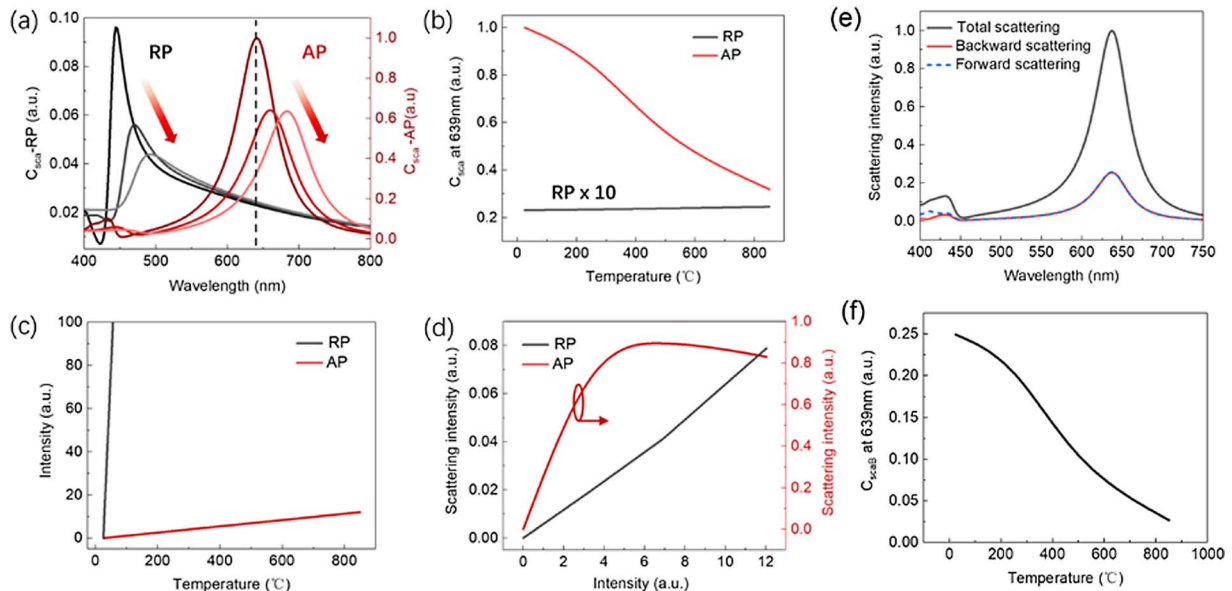 (a)
RP
AP
C_sca-RP (a.u.)
0.10
0.08
0.06
0.04
0.02
1.0
0.8
0.6
0.4
0.2
0.0
C_sca-AP(a.u)
400 500 600 700 800
Wavelength (nm)
(b)
RP
AP
RP x 10
C_sca at 639nm (a.u.)
1.0
0.8
0.6
0.4
0.2
0 200 400 600 800
Temperature (℃)
(e)
Total scattering
Backward scattering
Forward scattering
Scattering intensity (a.u.)
1.0
0.8
0.6
0.4
0.2
0.0
400 450 500 550 600 650 700 750
Wavelength (nm)
(c)
RP
AP
Intensity (a.u.)
100
80
60
40
20
0
0 200 400 600 800
Temperature (℃)
(d)
RP
AP
Scattering intensity (a.u.)
0.08
0.06
0.04
0.02
0.00
1.0
0.8
0.6
0.4
0.2
0.0
Scattering intensity (a.u.)
0 2 4 6 8 10 12
Intensity (a.u.)
(f)
C_scaB at 639nm (a.u.)
0.25
0.20
0.15
0.10
0.05
0.00
0 200 400 600 800 1000
Temperature (℃)